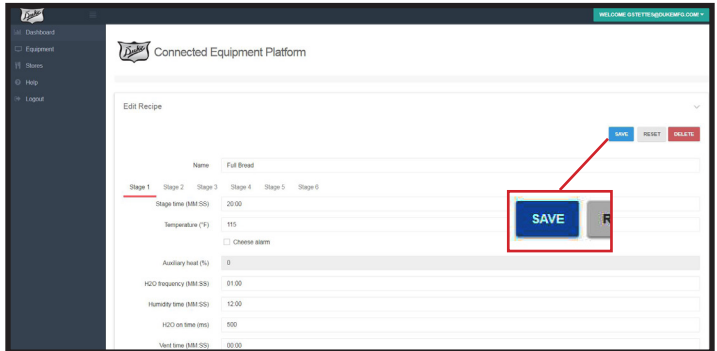 Duke
WELCOME GSTETTES@DUKEMFG.COM!
Dashboard
Equipment
Stores
Help
Logout
Duke Connected Equipment Platform
Edit Recipe
SAVE RESET DELETE
Name Full Bread
Stage 1 Stage 2 Stage 3 Stage 4 Stage 5 Stage 6
Stage time (MM:SS) 20:00
Temperature (°F) 115
Cheese alarm
Auxiliary heat (%) 0
H2O frequency (MM:SS) 01:00
Humidity time (MM:SS) 12:00
H2O on time (ms) 500
Vent time (MM:SS) 00:00
SAVE R